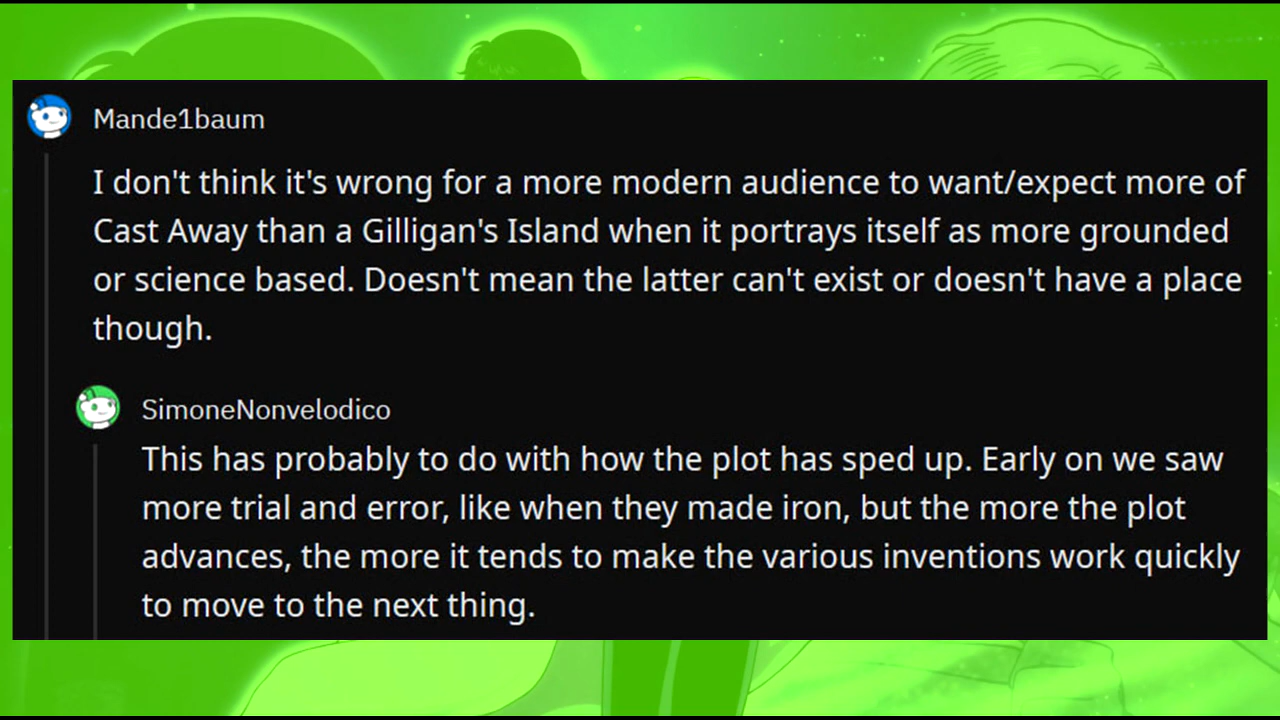 Mande1baum
I don't think it's wrong for a more modern audience to want/expect more of
Cast Away than a Gilligan's Island when it portrays itself as more grounded
or science based. Doesn't mean the latter can't exist or doesn't have a place
though.
SimoneNonvelodico
This has probably to do with how the plot has sped up. Early on we saw
more trial and error, like when they made iron, but the more the plot
advances, the more it tends to make the various inventions work quickly
to move to the next thing.